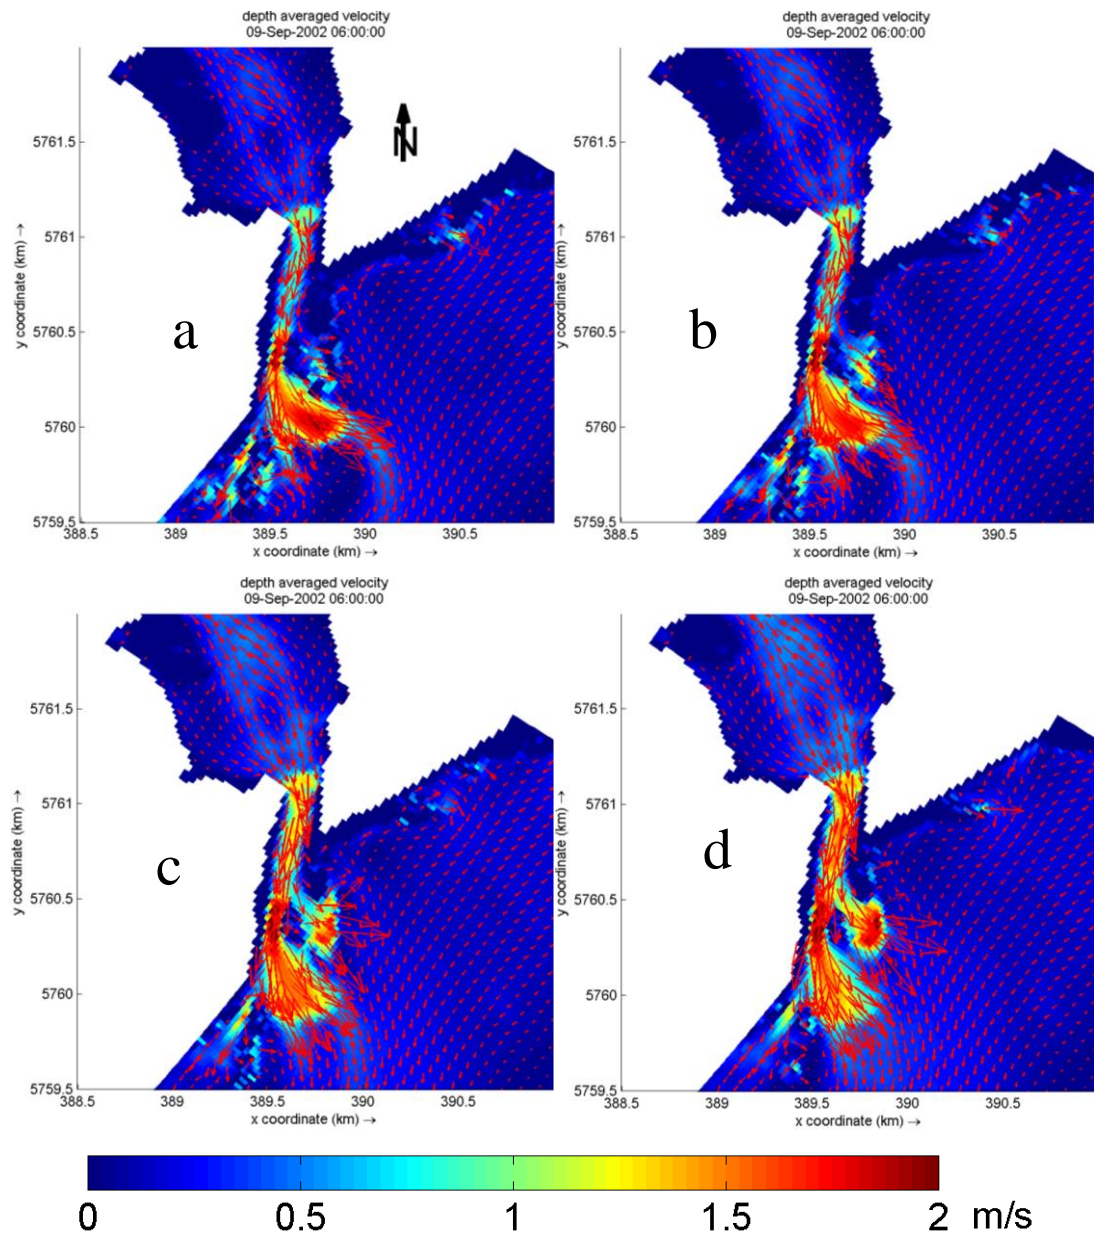 depth averaged velocity
09-Sep-2002 06:00:00
5761.5
5761
5760.5
5760
5759.5
388.5 389 389.5 390 390.5
x coordinate (km) →
y coordinate (km) →
N
a
depth averaged velocity
09-Sep-2002 06:00:00
5761.5
5761
5760.5
5760
5759.5
388.5 389 389.5 390 390.5
x coordinate (km) →
y coordinate (km) →
b
depth averaged velocity
09-Sep-2002 06:00:00
5761.5
5761
5760.5
5760
5759.5
388.5 389 389.5 390 390.5
x coordinate (km) →
y coordinate (km) →
c
depth averaged velocity
09-Sep-2002 06:00:00
5761.5
5761
5760.5
5760
5759.5
388.5 389 389.5 390 390.5
x coordinate (km) →
y coordinate (km) →
d
0 0.5 1 1.5 2 m/s